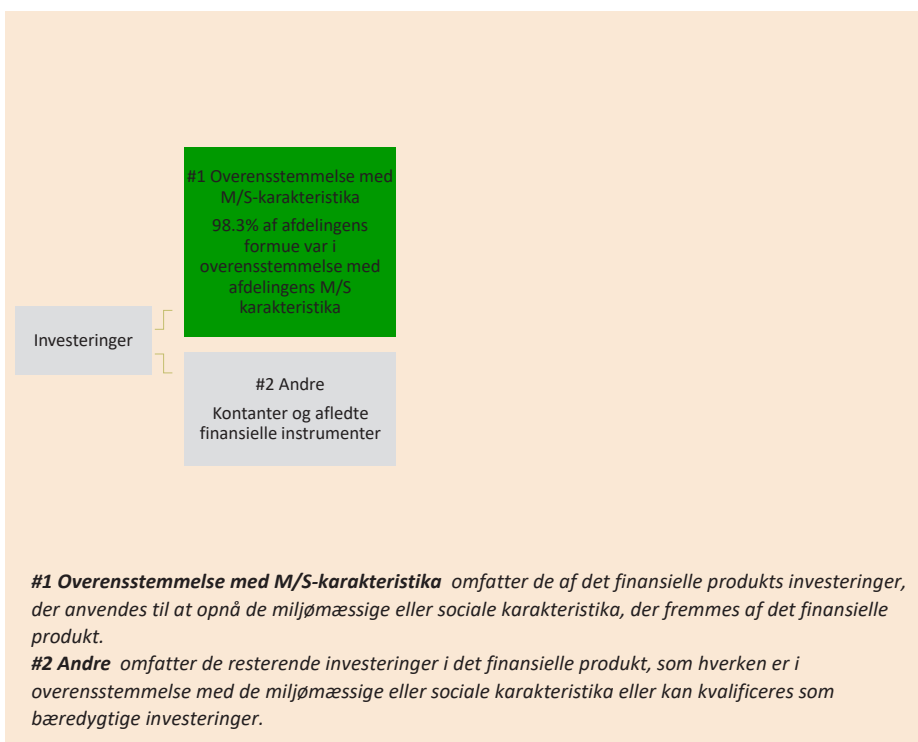 #1 Overensstemmelse med
M/S-karakteristika
98.3% af afdelingens
formue var i
overensstemmelse med
afdelingens M/S
karakteristika
Investeringer
#2 Andre
Kontanter og afledte
finansielle instrumenter
#1 Overensstemmelse med M/S-karakteristika omfatter de af det finansielle produkts investeringer,
der anvendes til at opnå de miljømæssige eller sociale karakteristika, der fremmes af det finansielle
produkt.
#2 Andre omfatter de resterende investeringer i det finansielle produkt, som hverken er i
overensstemmelse med de miljømæssige eller sociale karakteristika eller kan kvalificeres som
bæredygtige investeringer.